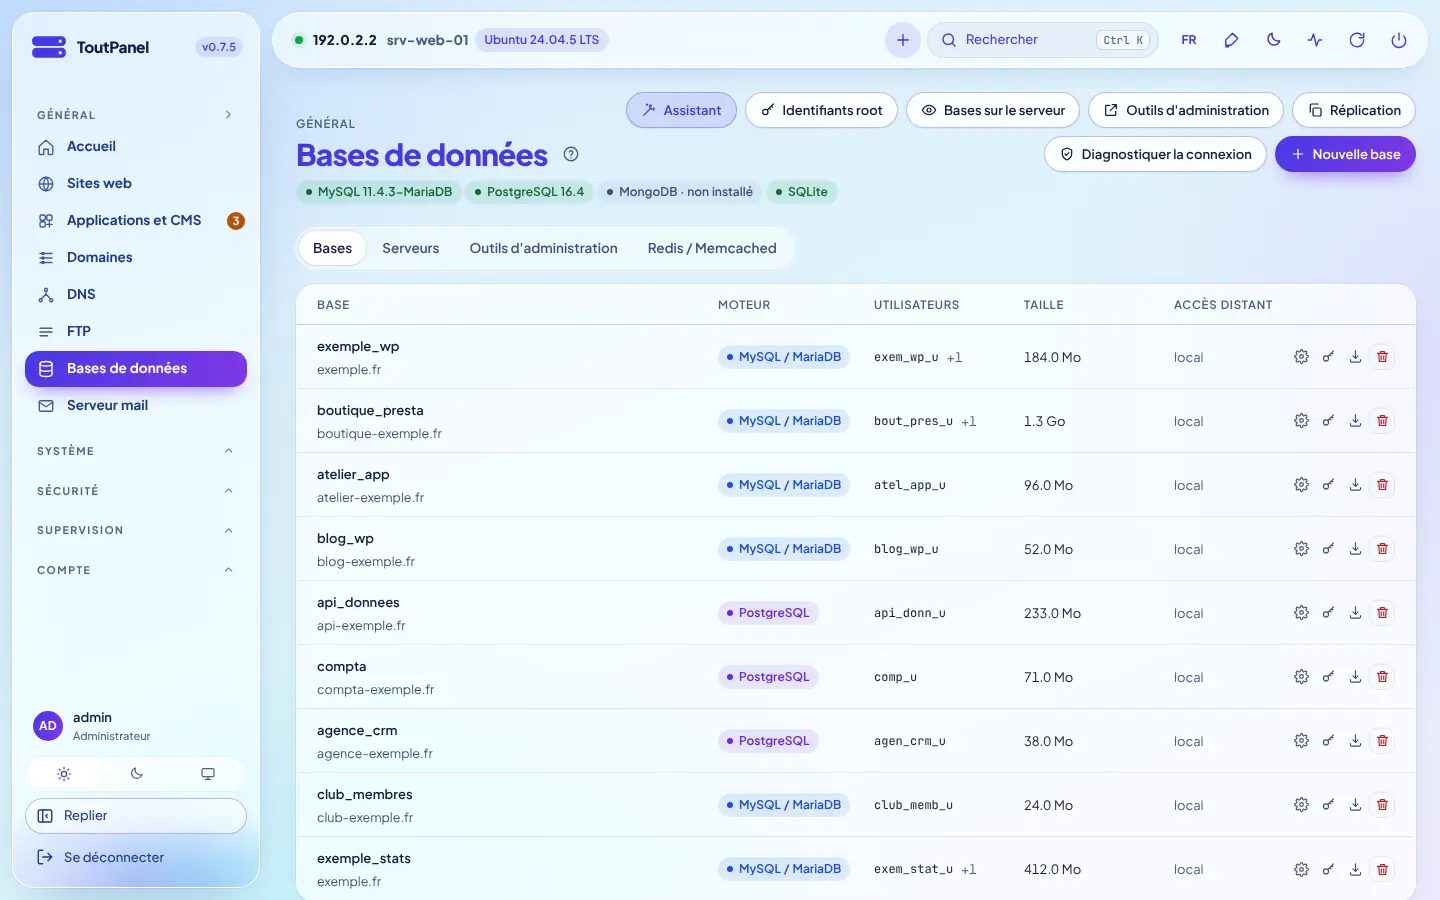 ToutPanel
v0.7.5
GÉNÉRAL
Accueil
Sites web
Applications et CMS
3
Domaines
DNS
FTP
Bases de données
Serveur mail
SYSTÈME
SÉCURITÉ
SUPERVISION
COMPTE
AD
admin
Administrateur
Replier
Se déconnecter
192.0.2.2 srv-web-01 Ubuntu 24.04.5 LTS
Rechercher Ctrl K
FR
GÉNÉRAL
Bases de données
Assistant
Identifiants root
Bases sur le serveur
Outils d'administration
Réplication
Diagnostiquer la connexion
Nouvelle base
MySQL 11.4.3-MariaDB
PostgreSQL 16.4
MongoDB · non installé
SQLite
Bases
Serveurs
Outils d'administration
Redis / Memcached
BASE MOTEUR UTILISATEURS TAILLE ACCÈS DISTANT
exemple_wp
exemple.fr
MySQL / MariaDB exem_wp_u +1 184.0 Mo local
boutique_presta
boutique-exemple.fr
MySQL / MariaDB bout_pres_u +1 1.3 Go local
atelier_app
atelier-exemple.fr
MySQL / MariaDB atel_app_u 96.0 Mo local
blog_wp
blog-exemple.fr
MySQL / MariaDB blog_wp_u 52.0 Mo local
api_donnees
api-exemple.fr
PostgreSQL api_donn_u 233.0 Mo local
compta
compta-exemple.fr
PostgreSQL comp_u 71.0 Mo local
agence_crm
agence-exemple.fr
PostgreSQL agen_crm_u 38.0 Mo local
club_membres
club-exemple.fr
MySQL / MariaDB club_memb_u 24.0 Mo local
exemple_stats
exemple.fr
MySQL / MariaDB exem_stat_u +1 412.0 Mo local